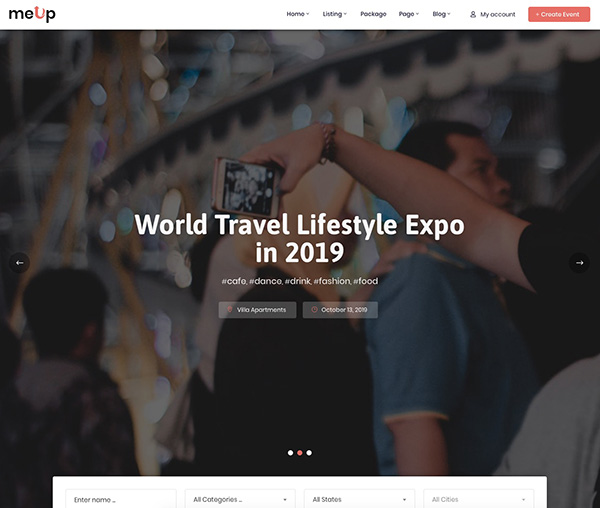 meUp
Home
Listing
Package
Page
Blog
My account
+ Create Event
World Travel Lifestyle Expo
in 2019
#cafe, #dance, #drink, #fashion, #food
Villa Apartments
October 13, 2019
Enter name ...
All Categories ...
All States
All Cities